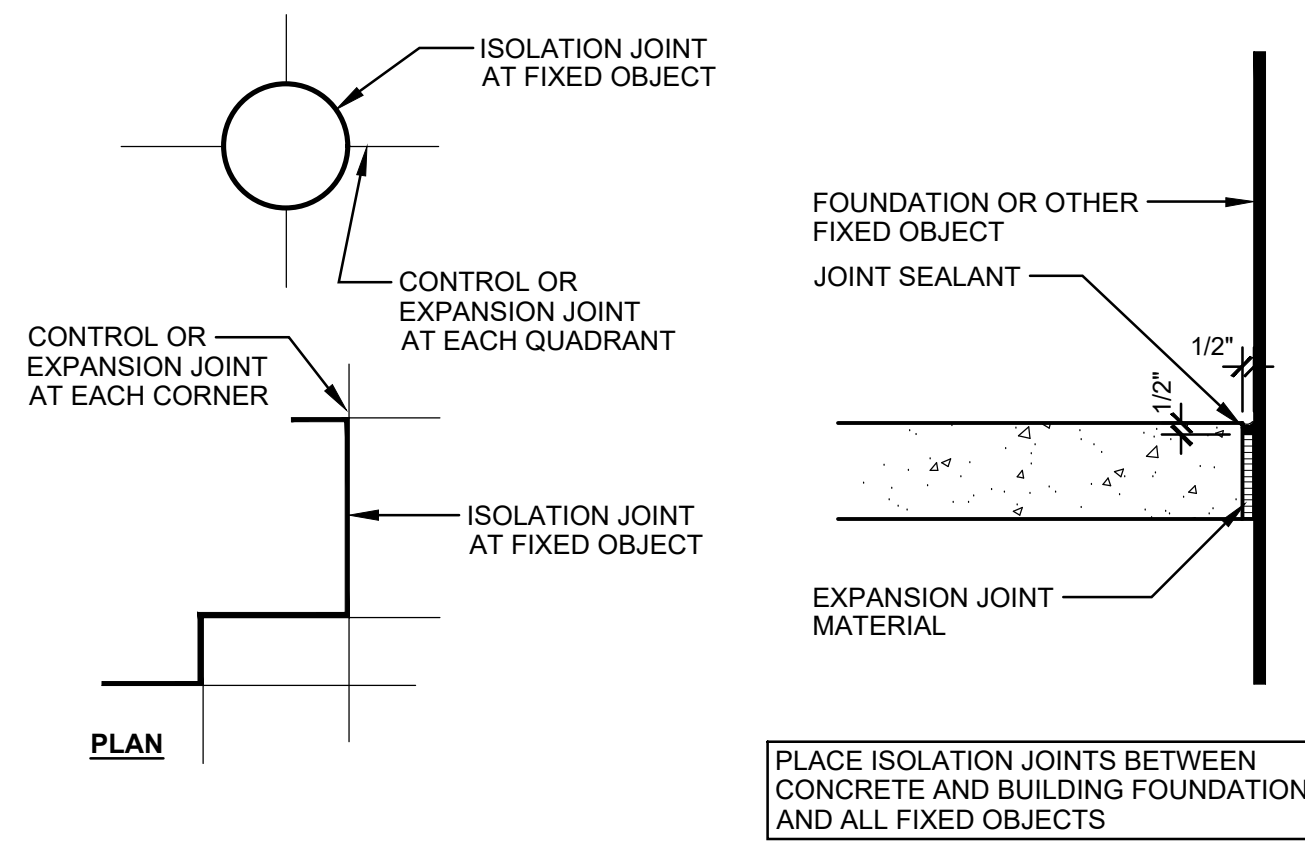 ISOLATION JOINT
AT FIXED OBJECT
CONTROL OR
EXPANSION JOINT
AT EACH QUADRANT
CONTROL OR
EXPANSION JOINT
AT EACH CORNER
ISOLATION JOINT
AT FIXED OBJECT
PLAN
FOUNDATION OR OTHER
FIXED OBJECT
JOINT SEALANT
1/2"
1/2"
EXPANSION JOINT
MATERIAL
PLACE ISOLATION JOINTS BETWEEN
CONCRETE AND BUILDING FOUNDATION
AND ALL FIXED OBJECTS